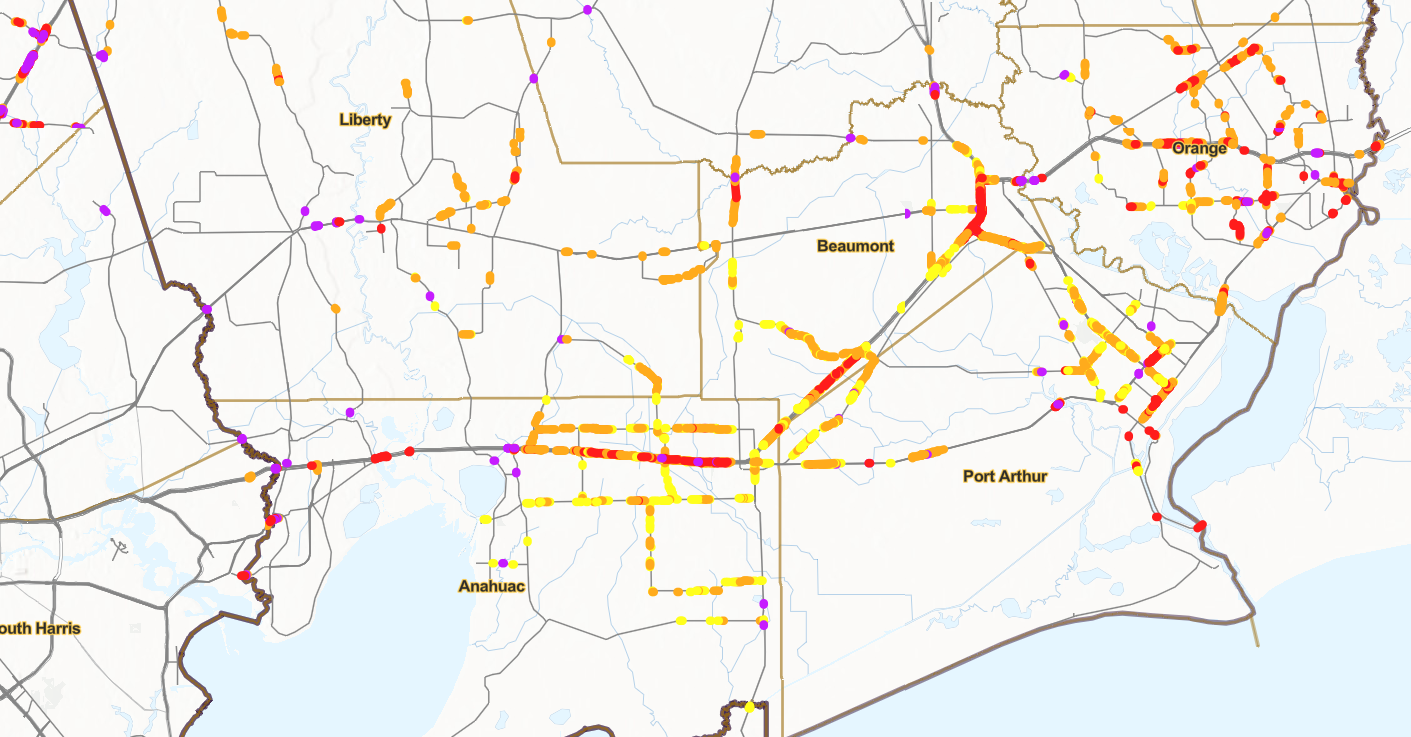 Liberty
Orange
Beaumont
Port Arthur
Anahuac
outh Harris